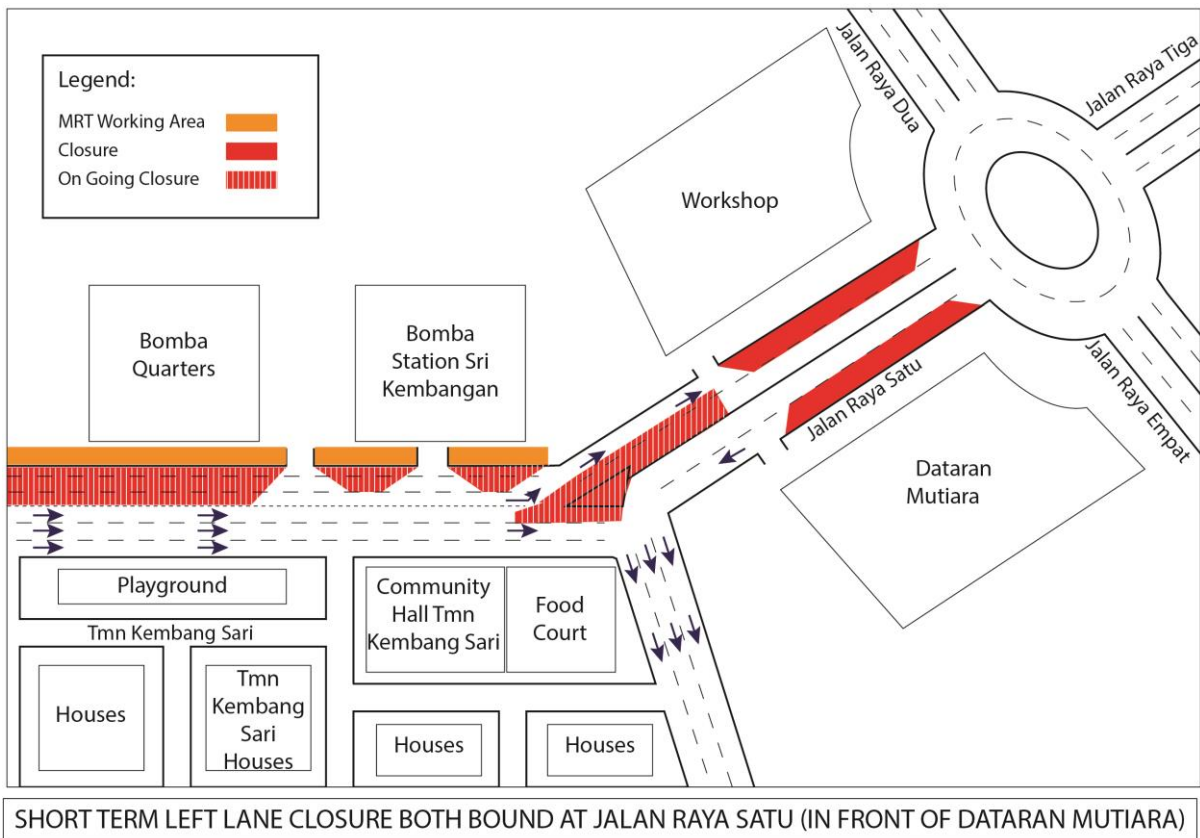 Legend:
MRT Working Area
Closure
On Going Closure
Jalan Raya Dua
Jalan Raya Tiga
Workshop
Bomba
Quarters
Bomba
Station Sri
Kembangan
Jalan Raya Satu
Jalan Raya Empat
Dataran
Mutiara
Playground
Tmn Kembang Sari
Community
Hall Tmn
Kembang Sari
Food
Court
Houses
Tmn
Kembang
Sari
Houses
Houses
Houses
SHORT TERM LEFT LANE CLOSURE BOTH BOUND AT JALAN RAYA SATU (IN FRONT OF DATARAN MUTIARA)